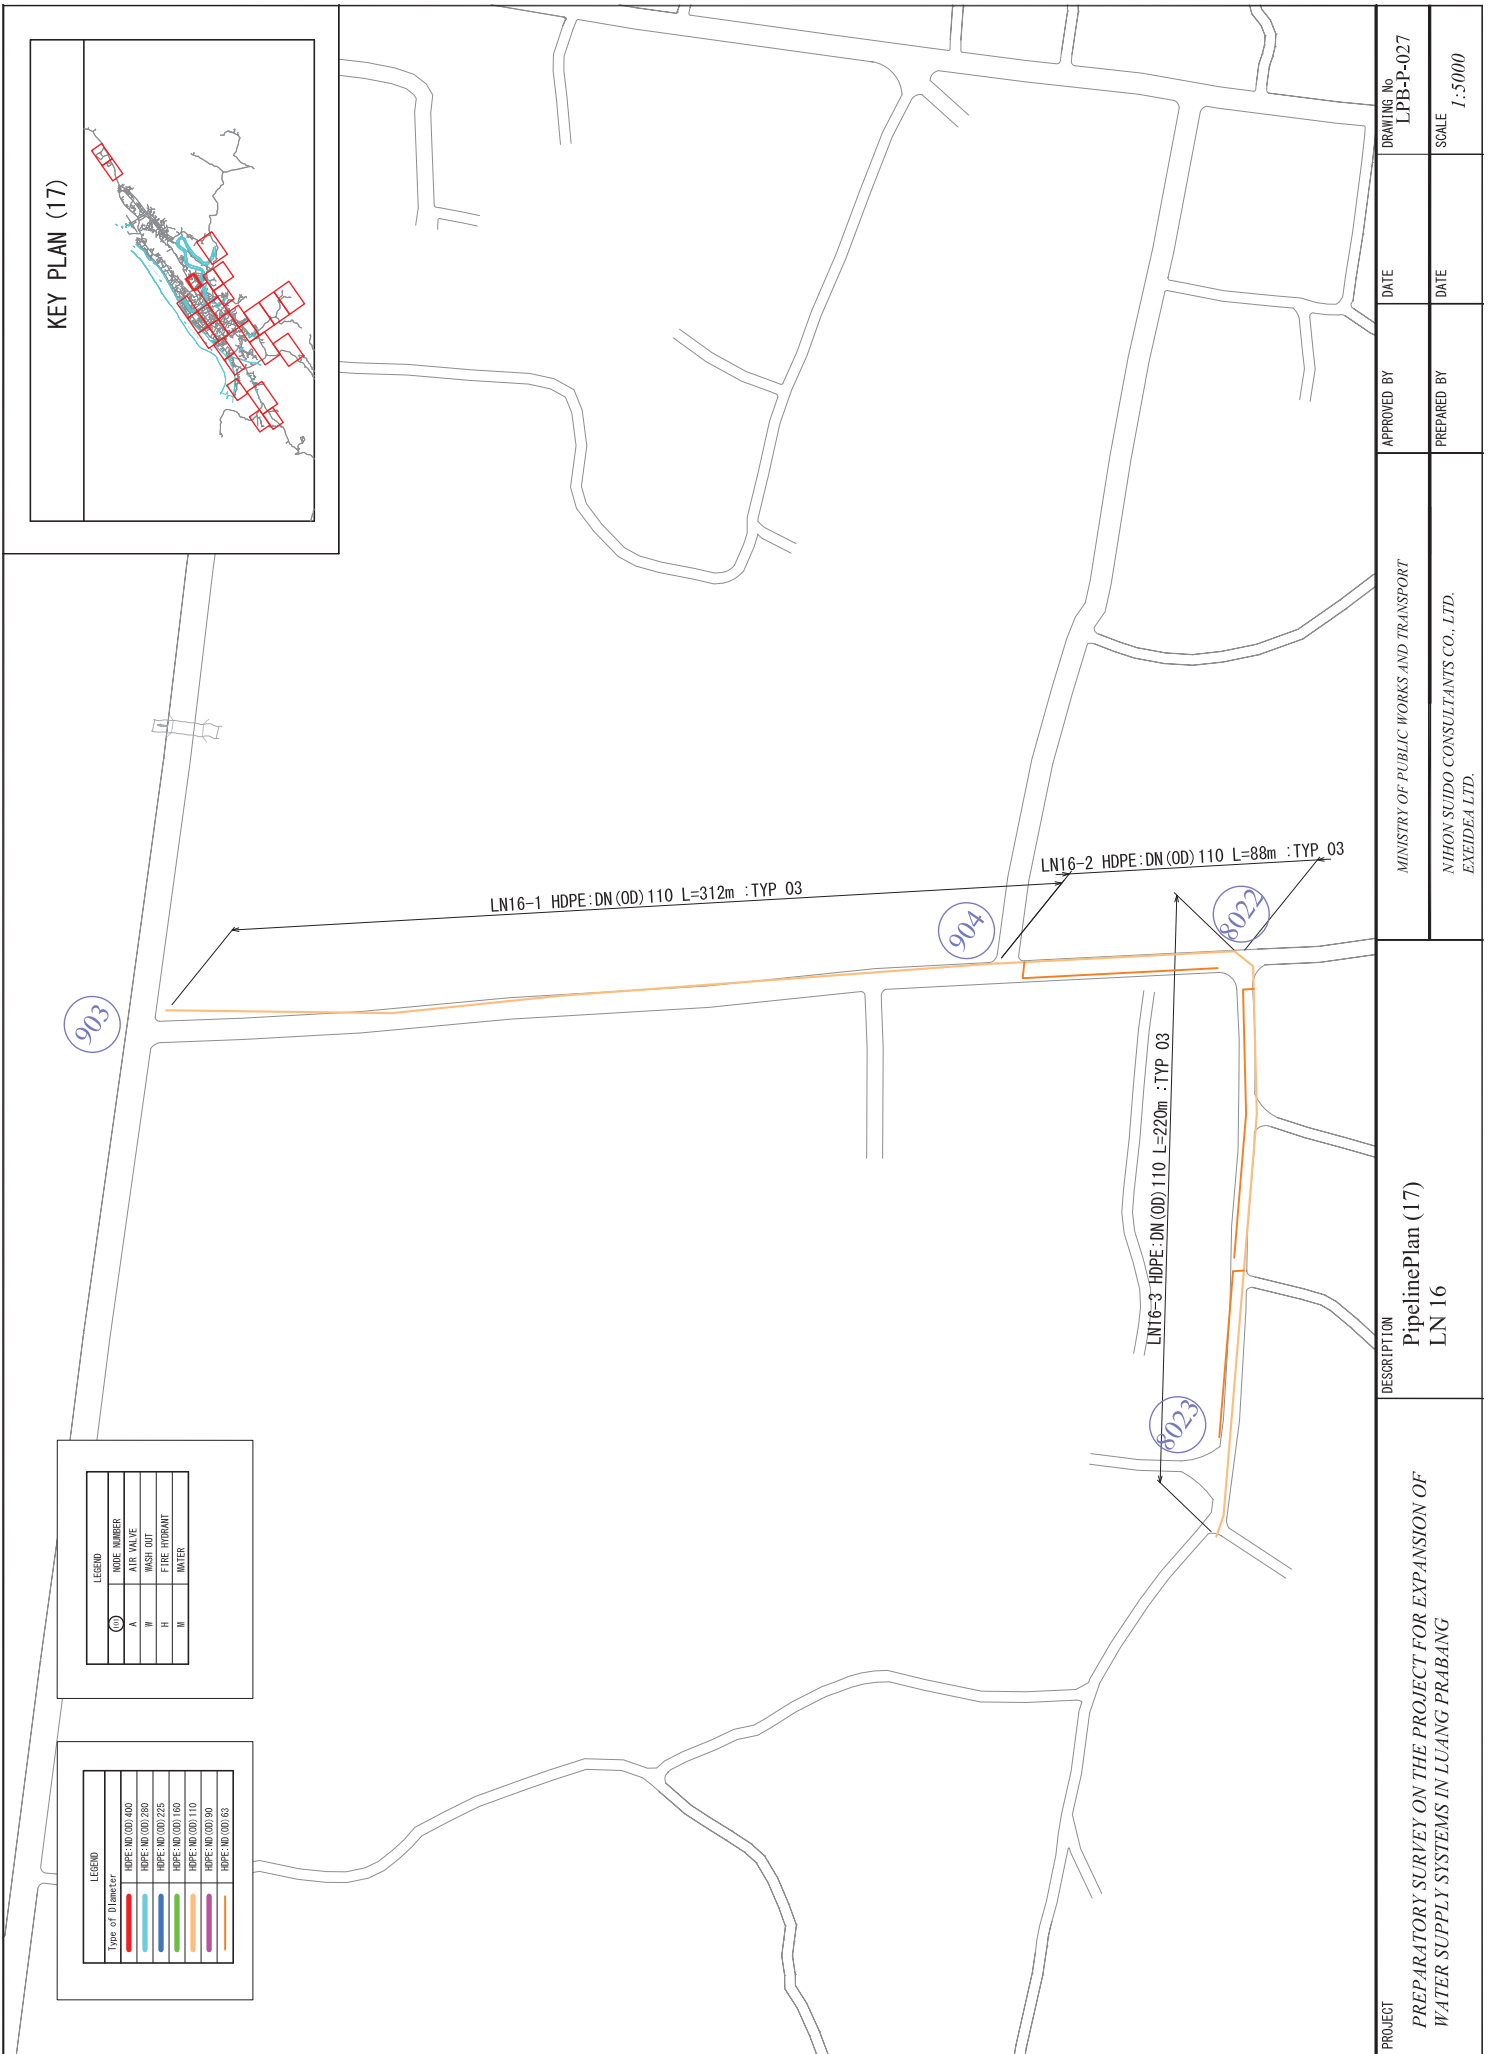 KEY PLAN (17)
LN16-1 HDPE:DN(OD)110 L=312m :TYP 03
LN16-2 HDPE:DN(OD)110 L=88m :TYP 03
LN16-3 HDPE:DN(OD)110 L=220m :TYP 03
903
904
8022
8023
LEGEND
101 NODE NUMBER
A AIR VALVE
W WASH OUT
H FIRE HYDRANT
M MATER
LEGEND
Type of Diameter
HDPE:ND(OD)400
HDPE:ND(OD)280
HDPE:ND(OD)225
HDPE:ND(OD)160
HDPE:ND(OD)110
HDPE:ND(OD)90
HDPE:ND(OD)63
PROJECT
PREPARATORY SURVEY ON THE PROJECT FOR EXPANSION OF
WATER SUPPLY SYSTEMS IN LUANG PRABANG
DESCRIPTION
PipelinePlan (17)
LN 16
MINISTRY OF PUBLIC WORKS AND TRANSPORT
NIHON SUIDO CONSULTANTS CO., LTD.
EXEIDEA LTD.
APPROVED BY
PREPARED BY
DATE
DATE
DRAWING No
LPB-P-027
SCALE
1:5000